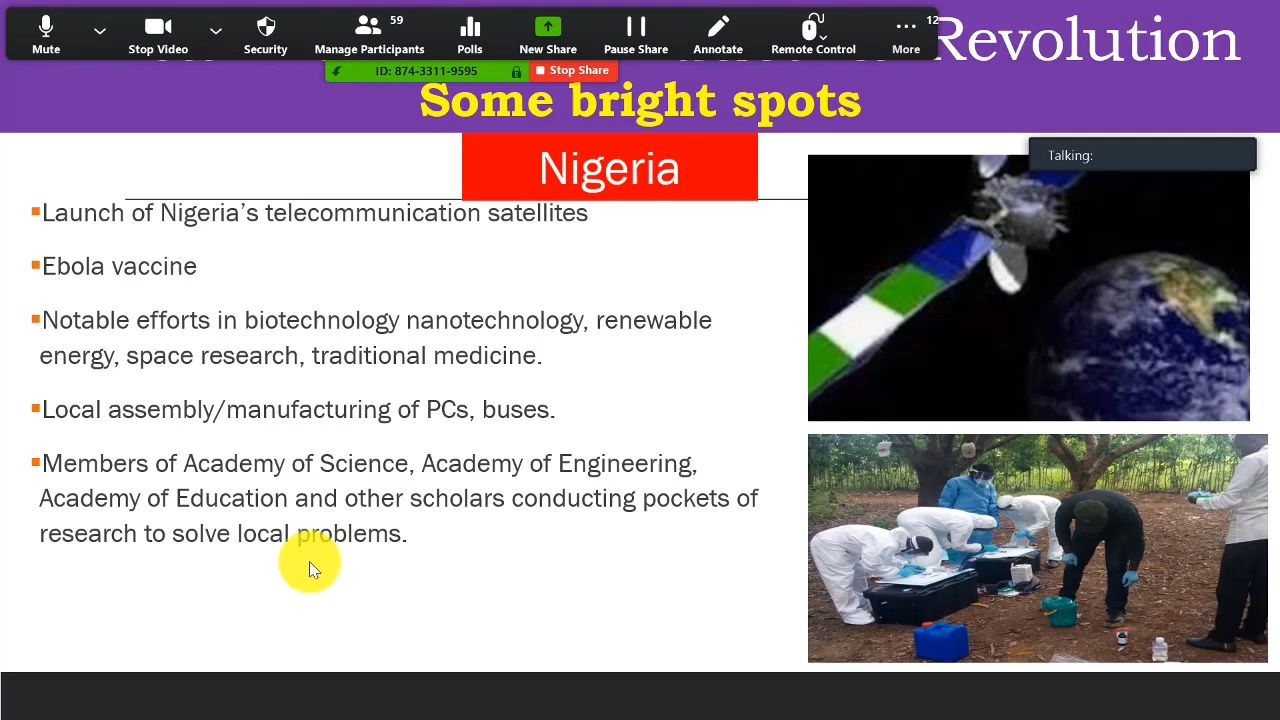 59
12
Mute
Stop Video
Security
Manage Participants
Polls
New Share
Pause Share
Annotate
Remote Control
More
Revolution
ID: 874-3311-9595
Stop Share
Some bright spots
Nigeria
Talking:
▪Launch of Nigeria’s telecommunication satellites
▪Ebola vaccine
▪Notable efforts in biotechnology nanotechnology, renewable
energy, space research, traditional medicine.
▪Local assembly/manufacturing of PCs, buses.
▪Members of Academy of Science, Academy of Engineering,
Academy of Education and other scholars conducting pockets of
research to solve local problems.